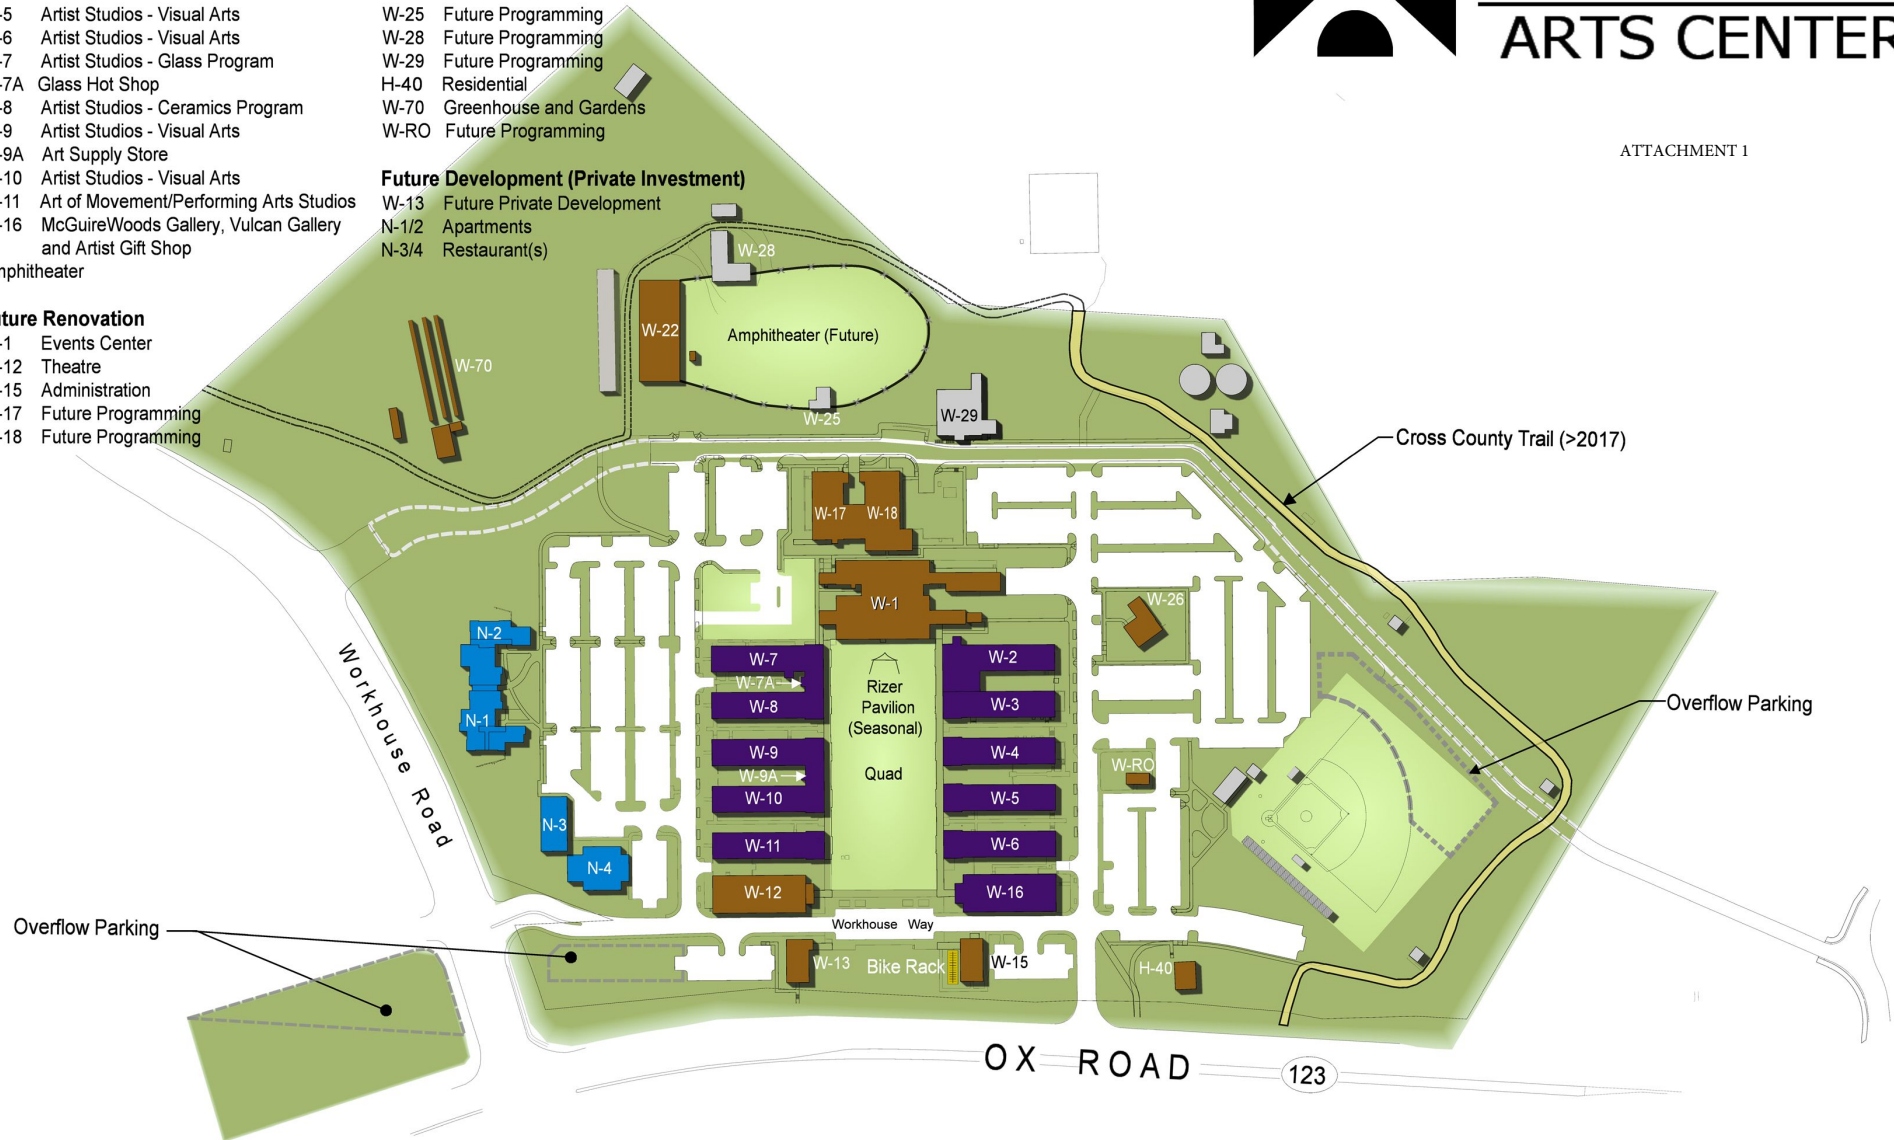 -5 Artist Studios - Visual Arts
-6 Artist Studios - Visual Arts
-7 Artist Studios - Glass Program
-7A Glass Hot Shop
-8 Artist Studios - Ceramics Program
-9 Artist Studios - Visual Arts
-9A Art Supply Store
-10 Artist Studios - Visual Arts
-11 Art of Movement/Performing Arts Studios
-16 McGuireWoods Gallery, Vulcan Gallery
and Artist Gift Shop
mphitheater
uture Renovation
-1 Events Center
-12 Theatre
-15 Administration
-17 Future Programming
-18 Future Programming
W-25 Future Programming
W-28 Future Programming
W-29 Future Programming
H-40 Residential
W-70 Greenhouse and Gardens
W-RO Future Programming
Future Development (Private Investment)
W-13 Future Private Development
N-1/2 Apartments
N-3/4 Restaurant(s)
ARTS CENTER
ATTACHMENT 1
W-28
W-22
Amphitheater (Future)
W-70
W-25
W-29
Cross County Trail (>2017)
W-17
W-18
W-1
W-26
N-2
N-1
Workhouse Road
W-7
W-7A
W-8
W-9
W-9A
W-10
W-11
W-12
Rizer
Pavilion
(Seasonal)
Quad
W-2
W-3
W-4
W-5
W-6
W-16
W-RO
Overflow Parking
N-3
N-4
Overflow Parking
Workhouse Way
W-13
Bike Rack
W-15
H-40
OX ROAD
123